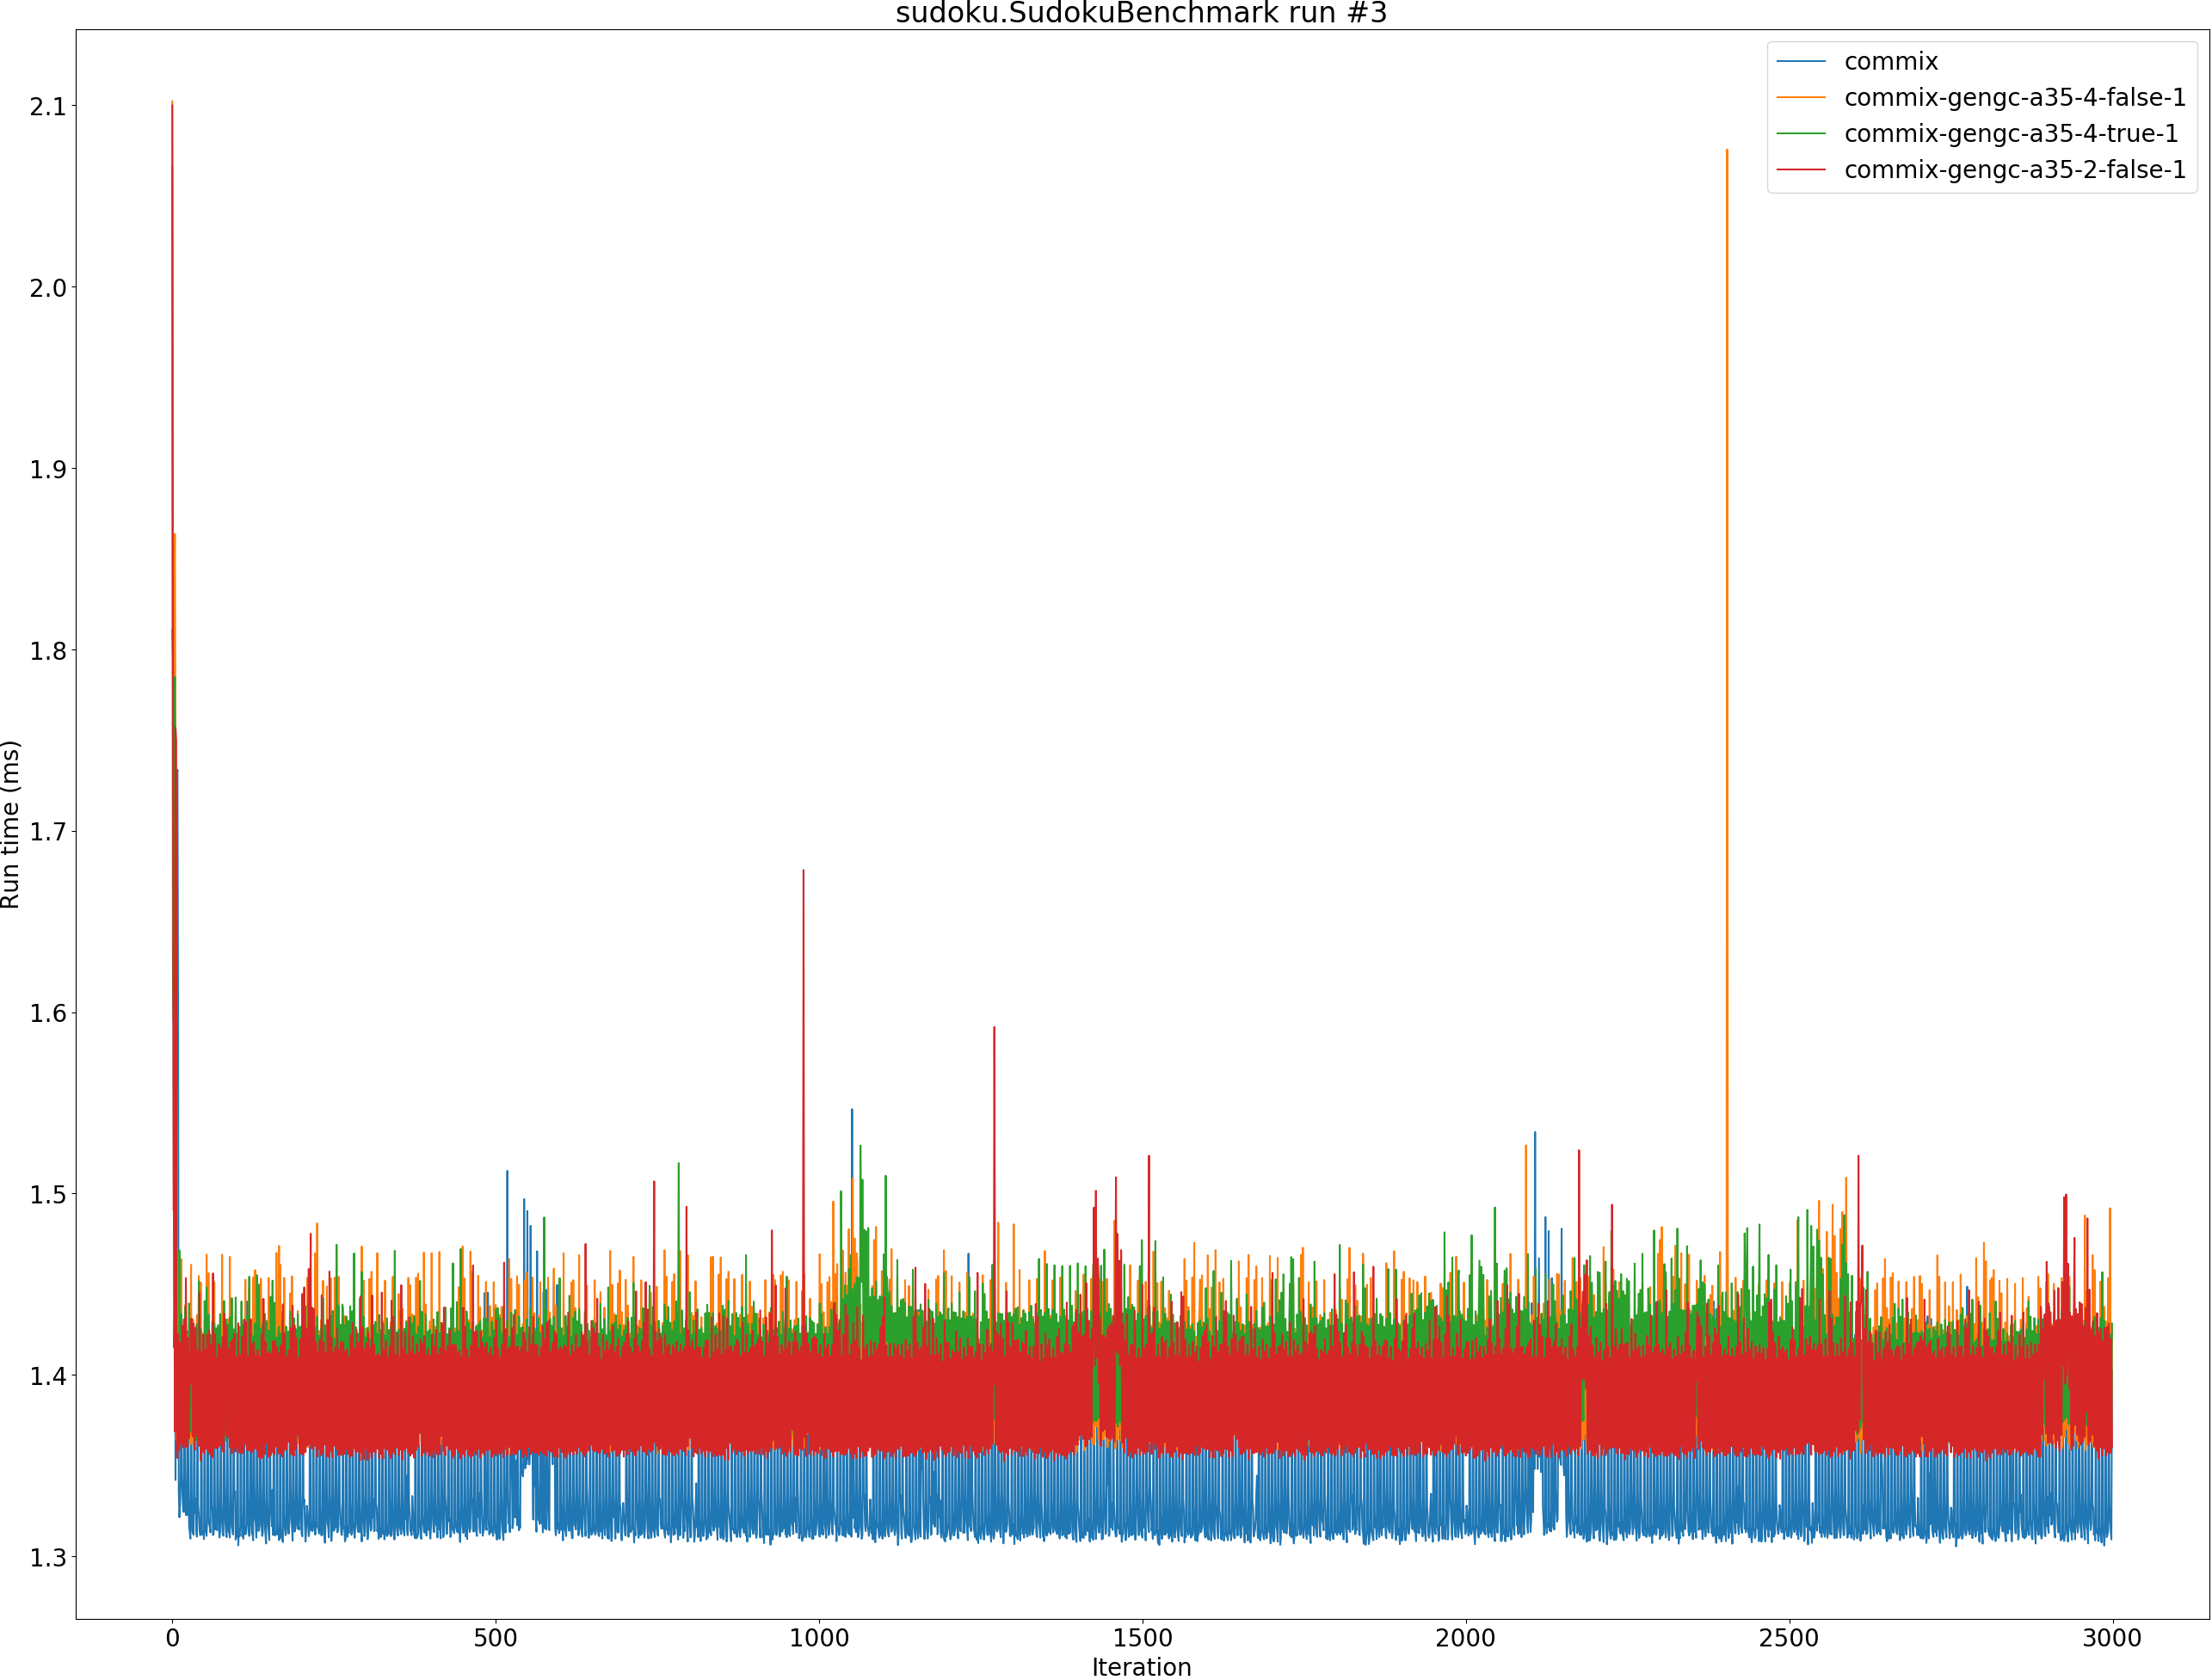 sudoku.SudokuBenchmark run #3
commix
commix-gengc-a35-4-false-1
commix-gengc-a35-4-true-1
commix-gengc-a35-2-false-1
Run time (ms)
2.1
2.0
1.9
1.8
1.7
1.6
1.5
1.4
1.3
0 500 1000 1500 2000 2500 3000
Iteration